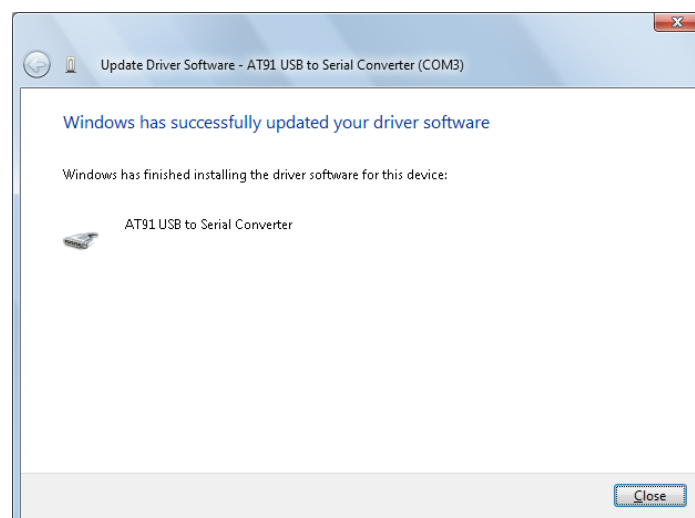 Update Driver Software - AT91 USB to Serial Converter (COM3)
Windows has successfully updated your driver software
Windows has finished installing the driver software for this device:
AT91 USB to Serial Converter
Close